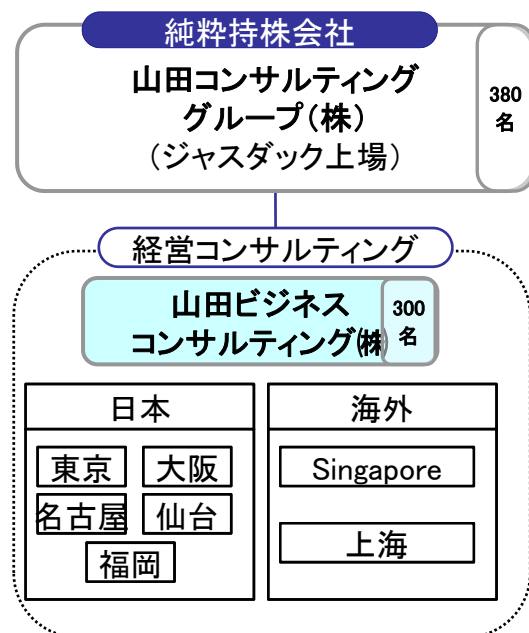 純粋持株会社
山田コンサルティング
グループ(株)
(ジャスダック上場)
380
名
経営コンサルティング
山田ビジネス
コンサルティング(株)
300
名
日本
海外
東京
大阪
名古屋
仙台
福岡
Singapore
上海